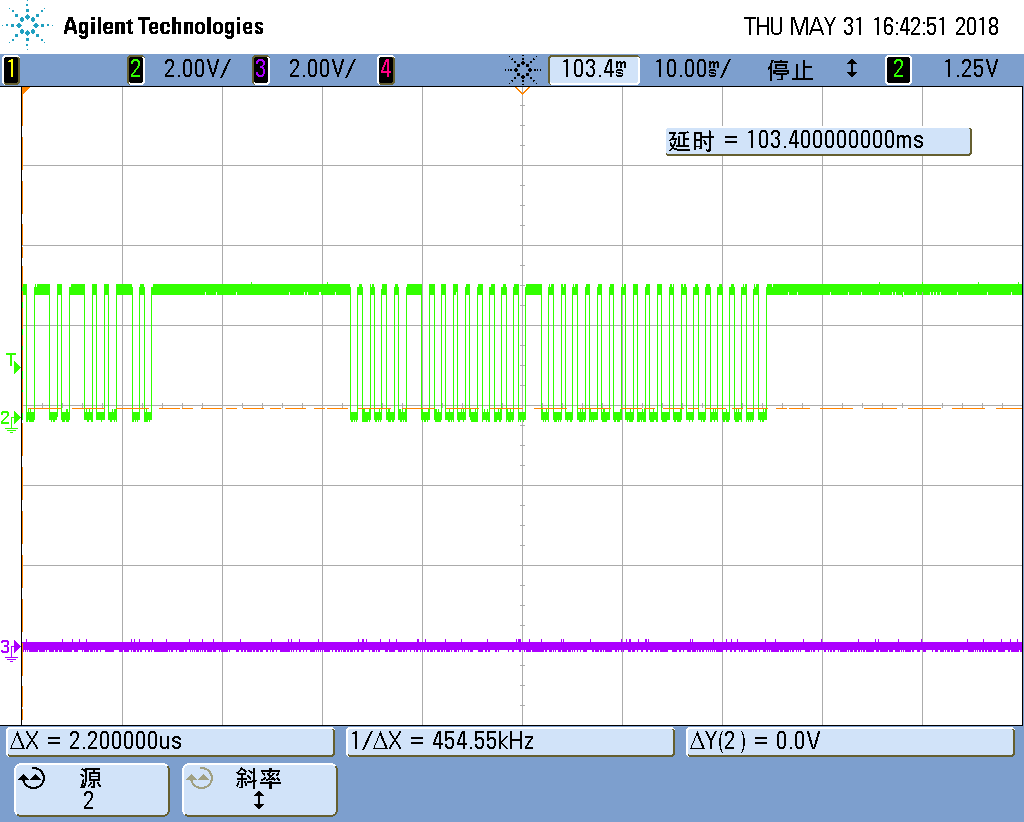 Agilent Technologies THU MAY 31 16:42:51 2018
1 2 2.00V/ 3 2.00V/ 4 103.4ms 10.00ms/ 停止 ↕ 2 1.25V
延时 = 103.400000000ms
T
2
3
ΔX = 2.200000us 1/ΔX = 454.55kHz ΔY(2) = 0.0V
源 斜率
2 ↕